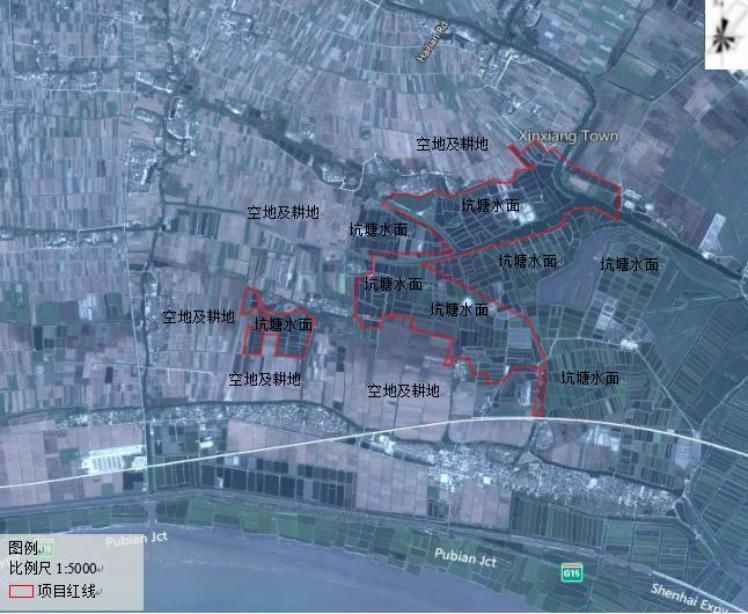 Hailun Rd
Xinxiang Town
空地及耕地
坑塘水面
空地及耕地
坑塘水面
坑塘水面
坑塘水面
坑塘水面
坑塘水面
空地及耕地
坑塘水面
空地及耕地
空地及耕地
坑塘水面
Pubian Jct
Pubian Jct
G15
Shenhai Expy
图例
比例尺 1:5000
项目红线